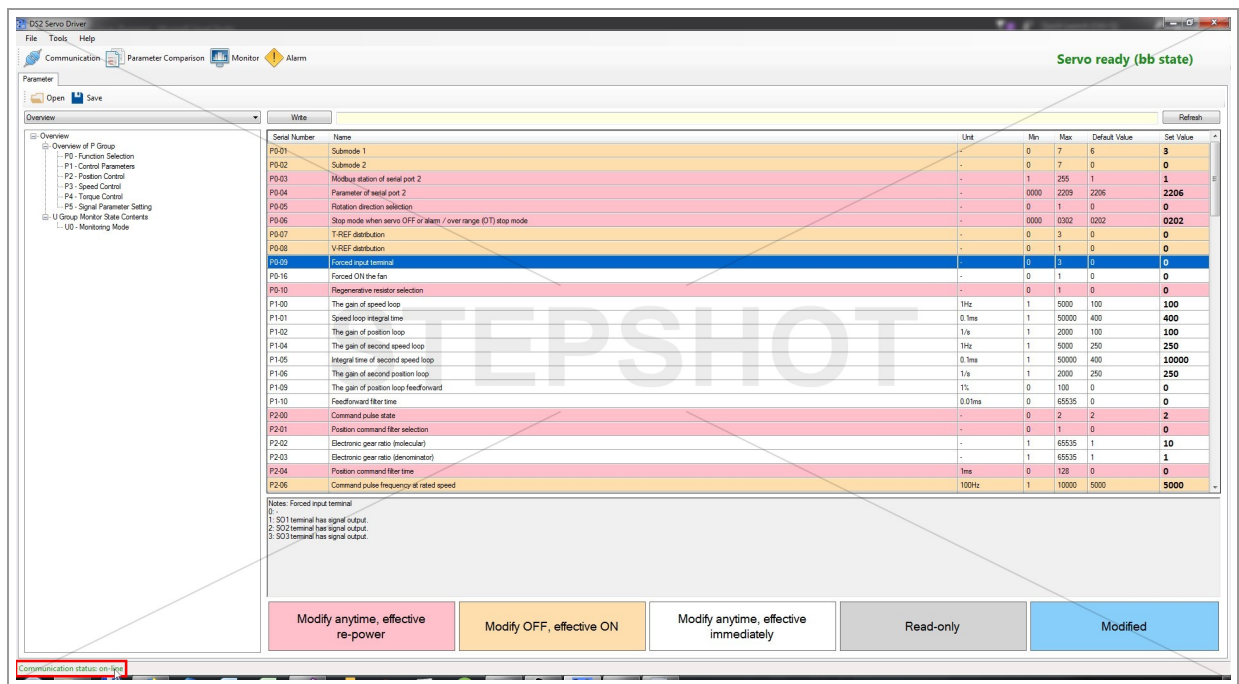 DS2 Servo Driver
File Tools Help
Communication Parameter Comparison Monitor Alarm
Servo ready (bb state)
Parameter
Open Save
Overview Write Refresh
Overview
Overview of P Group
P0 - Function Selection
P1 - Control Parameters
P2 - Position Control
P3 - Speed Control
P4 - Torque Control
P5 - Signal Parameter Setting
U Group Monitor State Contents
U0 - Monitoring Mode
Serial Number Name Unit Min Max Default Value Set Value
P0-01 Submode 1 - 0 7 6 3
P0-02 Submode 2 - 0 7 0 0
P0-03 Modbus station of serial port 2 - 1 255 1 1
P0-04 Parameter of serial port 2 - 0000 2209 2206 2206
P0-05 Rotation direction selection - 0 1 0 0
P0-06 Stop mode when servo OFF or alarm / over range (OT) stop mode - 0000 0302 0202 0202
P0-07 T-REF distribution - 0 3 0 0
P0-08 V-REF distribution - 0 1 0 0
P0-09 Forced input terminal - 0 3 0 0
P0-16 Forced ON the fan - 0 1 0 0
P0-10 Regenerative resistor selection - 0 1 0 0
P1-00 The gain of speed loop 1Hz 1 5000 100 100
P1-01 Speed loop integral time 0.1ms 1 50000 400 400
P1-02 The gain of position loop 1/s 1 2000 100 100
P1-04 The gain of second speed loop 1Hz 1 5000 250 250
P1-05 Integral time of second speed loop 0.1ms 1 50000 400 10000
P1-06 The gain of second position loop 1/s 1 2000 250 250
P1-09 The gain of position loop feedforward 1% 0 100 0 0
P1-10 Feedforward filter time 0.01ms 0 65535 0 0
P2-00 Command pulse state - 0 2 2 2
P2-01 Position command filter selection - 0 1 0 0
P2-02 Electronic gear ratio (molecular) - 1 65535 1 10
P2-03 Electronic gear ratio (denominator) - 1 65535 1 1
P2-04 Position command filter time 1ms 0 128 0 0
P2-06 Command pulse frequency at rated speed 100Hz 1 10000 5000 5000
STEPSHOT
Notes: Forced input terminal
0: -
1: SO1 terminal has signal output.
2: SO2 terminal has signal output.
3: SO3 terminal has signal output.
Modify anytime, effective
re-power
Modify OFF, effective ON
Modify anytime, effective
immediately
Read-only
Modified
Communication status: on-line